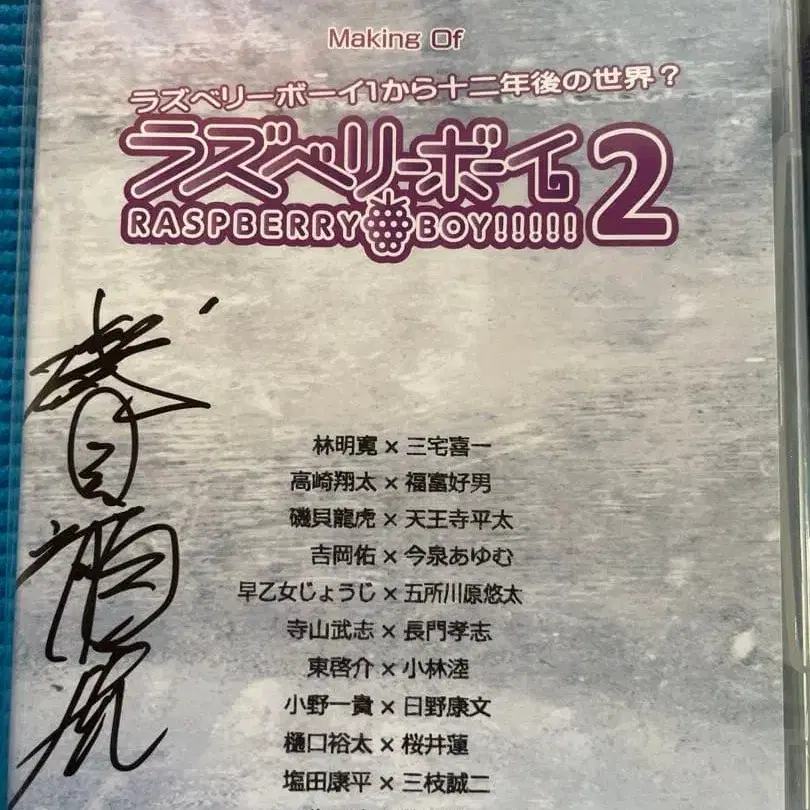 Making Of
ラズベリーボーイ1から十二年後の世界?
ラズベリーボーイ2
RASPBERRY BOY!!!!!
林明寛 × 三宅喜一
高崎翔太 × 福富好男
磯貝龍虎 × 天王寺平太
吉岡佑 × 今泉あゆむ
早乙女じょうじ × 五所川原悠太
寺山武志 × 長門孝志
東啓介 × 小林逵
小野一貴 × 日野康文
樋口裕太 × 桜井蓮
塩田康平 × 三枝誠二